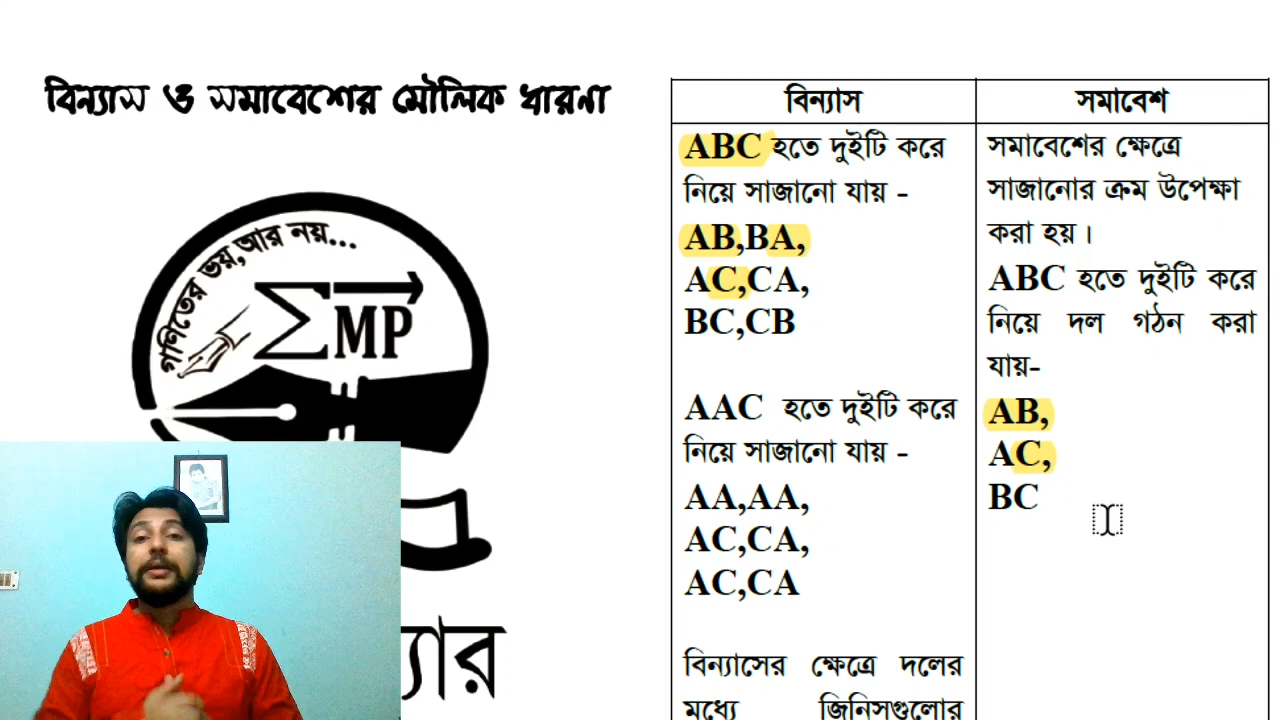 বিন্যাস ও সমাবেশের মৌলিক ধারনা
গণিতের ভয়,আর নয়...
MP
বিন্যাস
ABC হতে দুইটি করে
নিয়ে সাজানো যায় -
AB,BA,
AC,CA,
BC,CB
AAC হতে দুইটি করে
নিয়ে সাজানো যায় -
AA,AA,
AC,CA,
AC,CA
বিন্যাসের ক্ষেত্রে দলের
মধ্যে জিনিসগুলোর
সমাবেশ
সমাবেশের ক্ষেত্রে
সাজানোর ক্রম উপেক্ষা
করা হয়।
ABC হতে দুইটি করে
নিয়ে দল গঠন করা
যায়-
AB,
AC,
BC